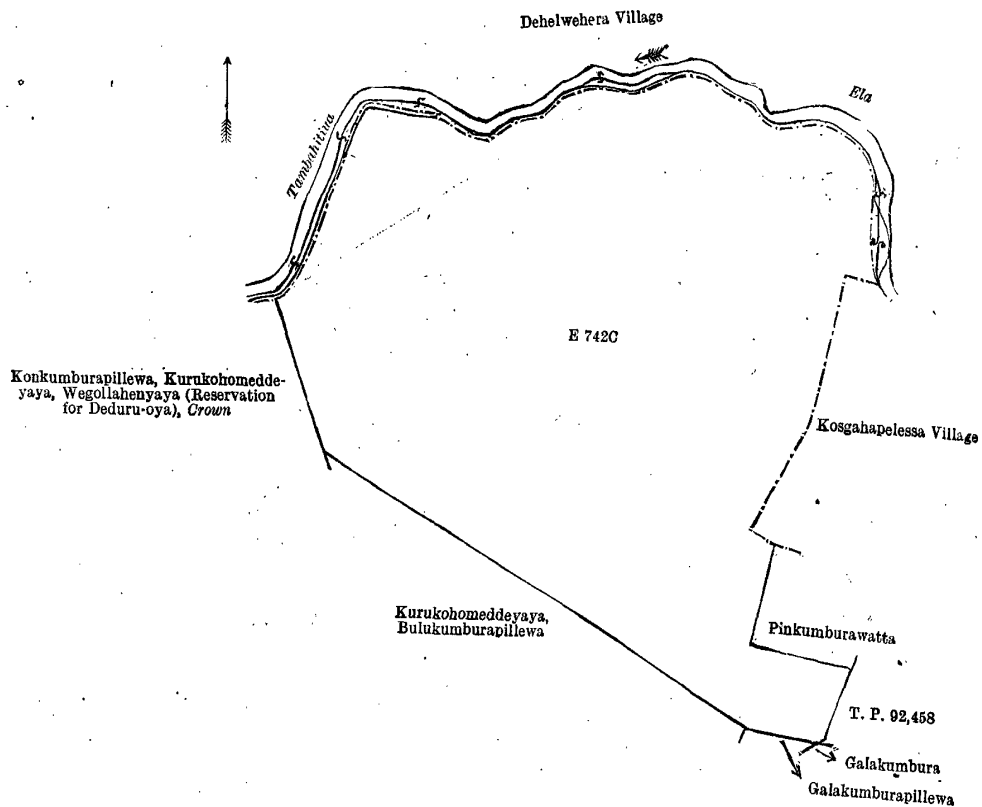 Dehelwehera Village
Ela
Tambahitiva
E 742C
Konkumburapillewa, Kurukohomedde-
yaya, Wegollahenyaya (Reservation
for Deduru-oya), Crown
Kosgahapelessa Village
Kurukohomeddeyaya,
Bulukumburapillewa
Pinkumburawatta
T. P. 92,458
Galakumbura
Galakumburapillewa